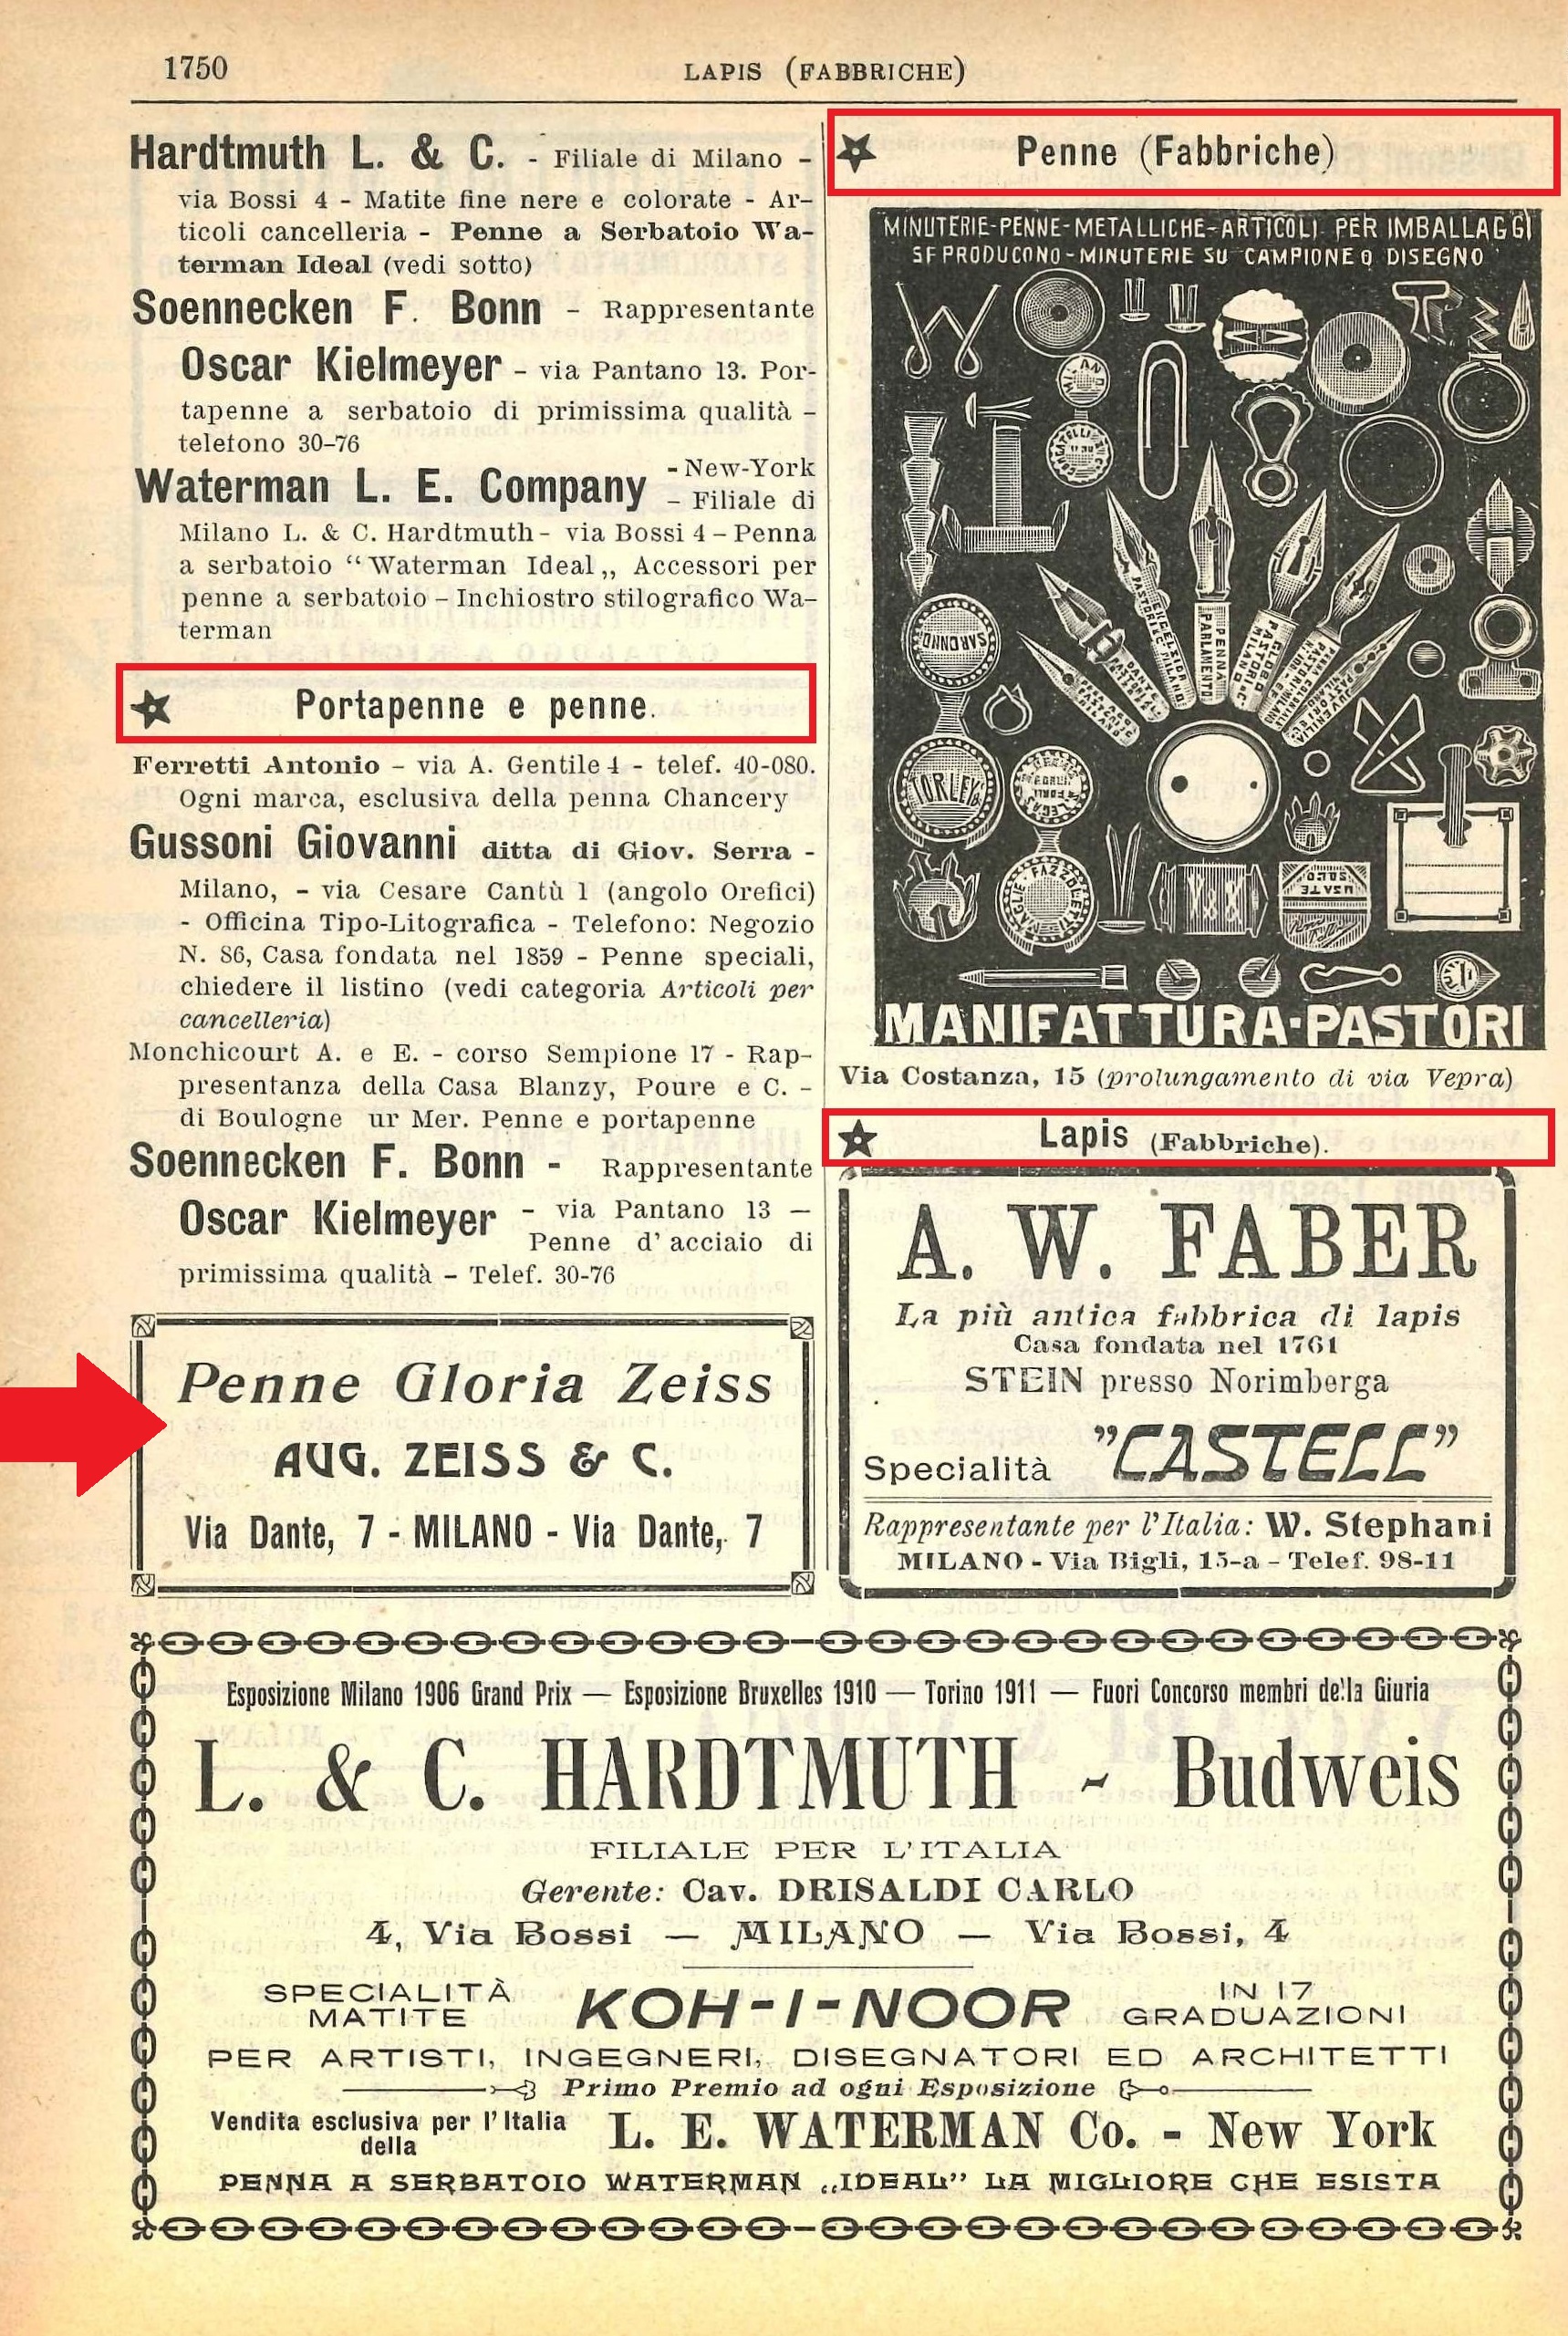 1750
LAPIS (FABBRICHE)
Hardtmuth L. & C. - Filiale di Milano -
via Bossi 4 - Matite fine nere e colorate - Ar-
ticoli cancelleria - Penne a Serbatoio Wa-
terman Ideal (vedi sotto)
Soennecken F. Bonn - Rappresentante
Oscar Kielmeyer - via Pantano 13. Por-
tapenne a serbatoio di primissima qualità -
telefono 30-76
Waterman L. E. Company - New-York
- Filiale di
Milano L. & C. Hardtmuth - via Bossi 4 - Penna
a serbatoio “Waterman Ideal„ Accessori per
penne a serbatoio - Inchiostro stilografico Wa-
terman
Portapenne e penne.
Ferretti Antonio - via A. Gentile 4 - telef. 40-080.
Ogni marca, esclusiva della penna Chancery
Gussoni Giovanni ditta di Giov. Serra -
Milano, - via Cesare Cantù 1 (angolo Orefici)
- Officina Tipo-Litografica - Telefono: Negozio
N. 86, Casa fondata nel 1859 - Penne speciali,
chiedere il listino (vedi categoria Articoli per
cancelleria)
Monchicourt A. e E. - corso Sempione 17 - Rap-
presentanza della Casa Blanzy, Poure e C. -
di Boulogne ur Mer. Penne e portapenne
Soennecken F. Bonn - Rappresentante
Oscar Kielmeyer - via Pantano 13 —
Penne d'acciaio di
primissima qualità - Telef. 30-76
Penne Gloria Zeiss
AUG. ZEISS & C.
Via Dante, 7 - MILANO - Via Dante, 7
Penne (Fabbriche)
MINUTERIE-PENNE-METALLICHE-ARTICOLI PER IMBALLAGGI
SI PRODUCONO-MINUTERIE SU CAMPIONE O DISEGNO
SARONNO
TORLEY
MAGLIE FAZZOLETTI
PENNA PARLAMENTO
USATE
MANIFATTURA-PASTORI
Via Costanza, 15 (prolungamento di via Vepra)
Lapis (Fabbriche).
A. W. FABER
La più antica fabbrica di lapis
Casa fondata nel 1761
STEIN presso Norimberga
Specialità "CASTELL"
Rappresentante per l'Italia: W. Stephani
MILANO - Via Bigli, 15-a - Telef. 98-11
Esposizione Milano 1906 Grand Prix — Esposizione Bruxelles 1910 — Torino 1911 — Fuori Concorso membri della Giuria
L. & C. HARDTMUTH - Budweis
FILIALE PER L'ITALIA
Gerente: Cav. DRISALDI CARLO
4, Via Bossi — MILANO — Via Bossi, 4
SPECIALITÀ MATITE KOH-I-NOOR IN 17 GRADUAZIONI
PER ARTISTI, INGEGNERI, DISEGNATORI ED ARCHITETTI
Primo Premio ad ogni Esposizione
Vendita esclusiva per l'Italia della L. E. WATERMAN Co. - New York
PENNA A SERBATOIO WATERMAN „IDEAL” LA MIGLIORE CHE ESISTA